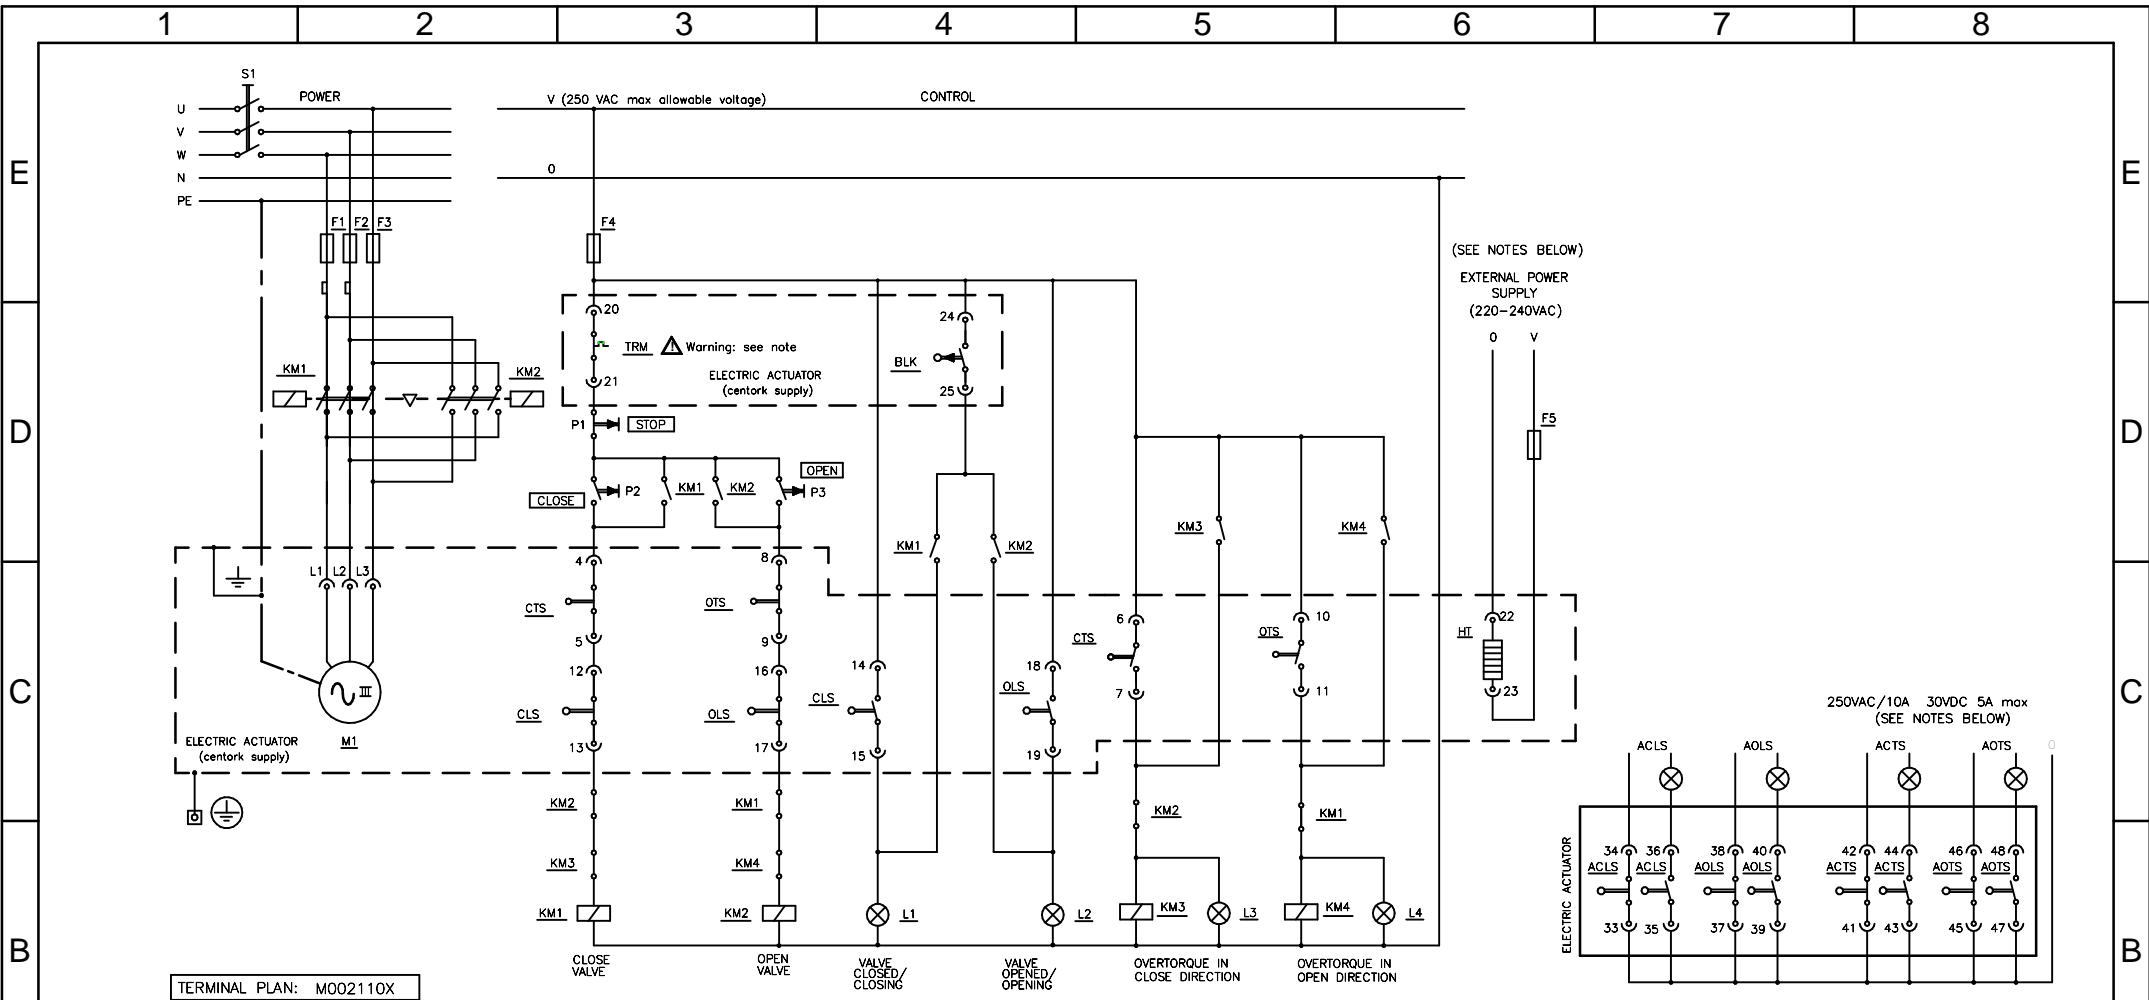 1 2 3 4 5 6 7 8
S1
POWER
V (250 VAC max allowable voltage)
CONTROL
U
V
W
N
PE
0
E
E
F1 F2 F3
F4
(SEE NOTES BELOW)
EXTERNAL POWER
SUPPLY
(220-240VAC)
0 V
20
24
TRM
Warning: see note
BLK
ELECTRIC ACTUATOR
(centork supply)
21
25
KM1
KM2
P1
STOP
F5
D
D
OPEN
CLOSE
P2
KM1
KM2
P3
KM3
KM4
KM1
KM2
4
8
L1 L2 L3
CTS
OTS
5
9
6
10
22
CTS
OTS
HT
12
16
14
18
7
11
23
CLS
OLS
CLS
OLS
C
C
13
17
15
19
M1
ELECTRIC ACTUATOR
(centork supply)
250VAC/10A 30VDC 5A max
(SEE NOTES BELOW)
ACLS
AOLS
ACTS
AOTS
0
KM2
KM1
KM2
KM1
KM3
KM4
34 36 38 40 42 44 46 48
ACLS ACLS AOLS AOLS ACTS ACTS AOTS AOTS
ELECTRIC ACTUATOR
33 35 37 39 41 43 45 47
KM1
KM2
L1
L2
KM3
L3
KM4
L4
B
B
CLOSE
VALVE
OPEN
VALVE
VALVE
CLOSED/
CLOSING
VALVE
OPENED/
OPENING
OVERTORQUE IN
CLOSE DIRECTION
OVERTORQUE IN
OPEN DIRECTION
TERMINAL PLAN: M002110X